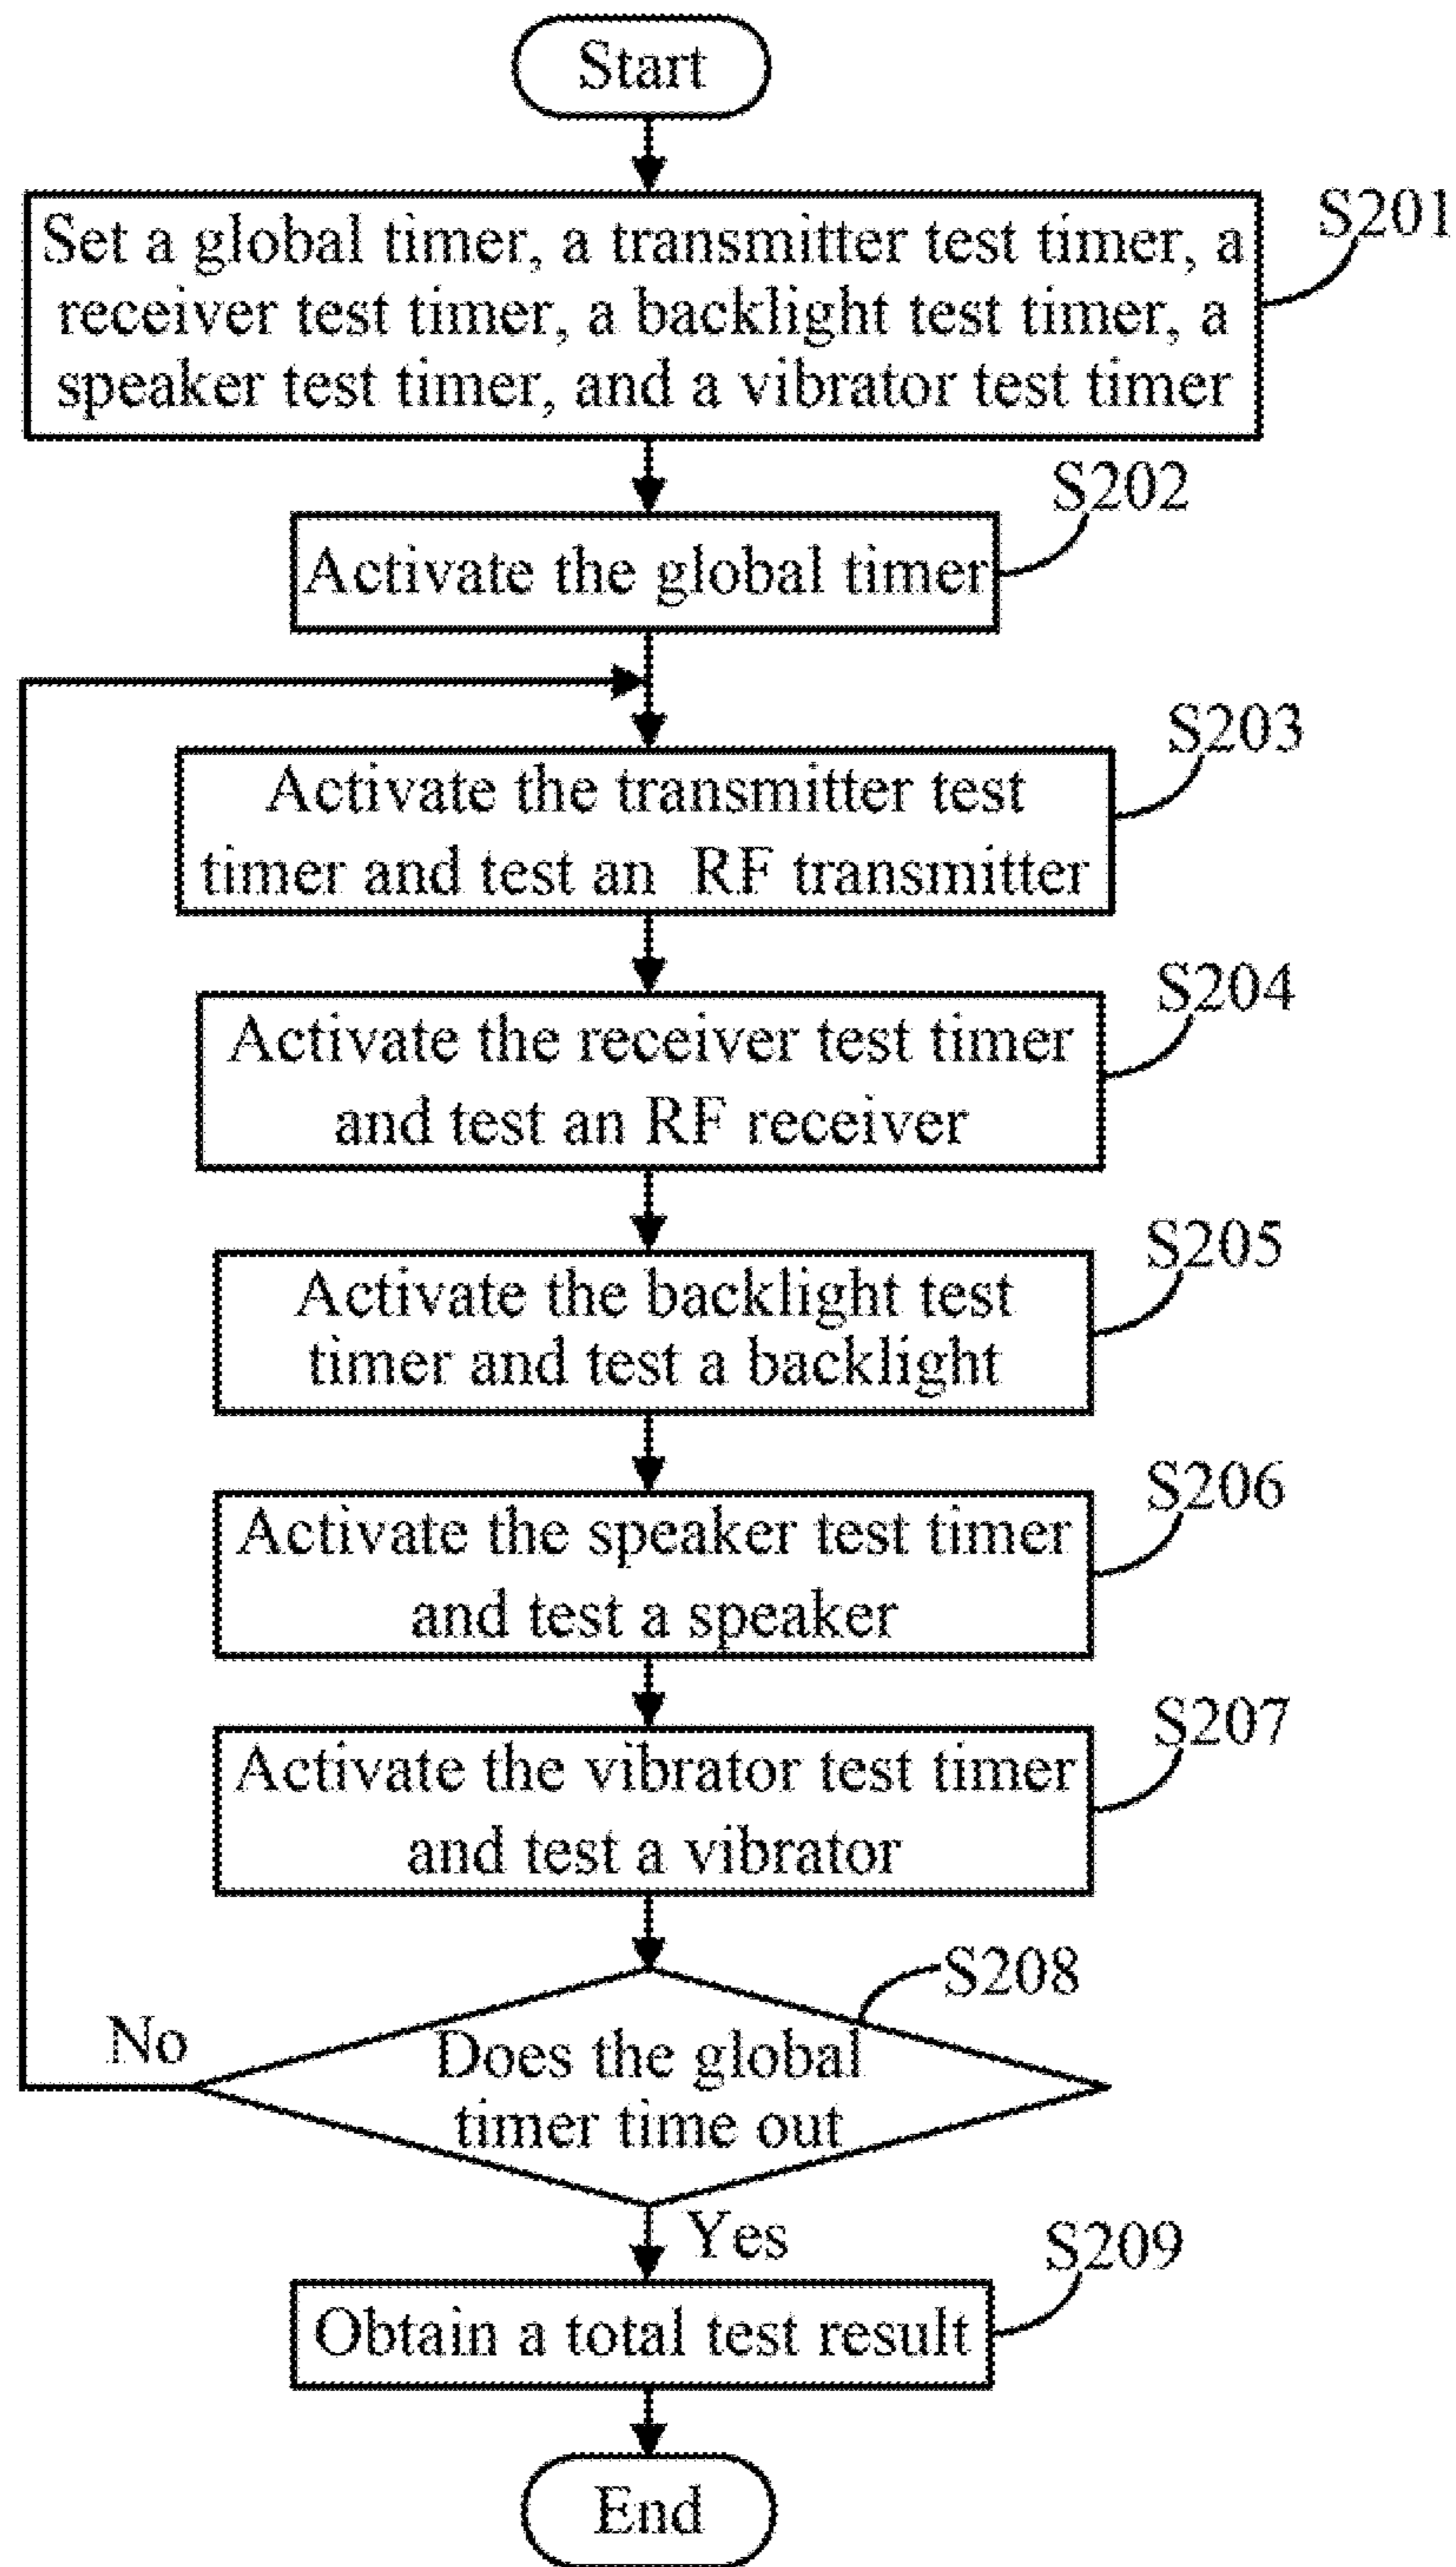 Start
S201
Set a global timer, a transmitter test timer, a
receiver test timer, a backlight test timer, a
speaker test timer, and a vibrator test timer
S202
Activate the global timer
S203
Activate the transmitter test
timer and test an RF transmitter
S204
Activate the receiver test timer
and test an RF receiver
S205
Activate the backlight test
timer and test a backlight
S206
Activate the speaker test timer
and test a speaker
S207
Activate the vibrator test timer
and test a vibrator
S208
No
Does the global
timer time out
Yes
S209
Obtain a total test result
End